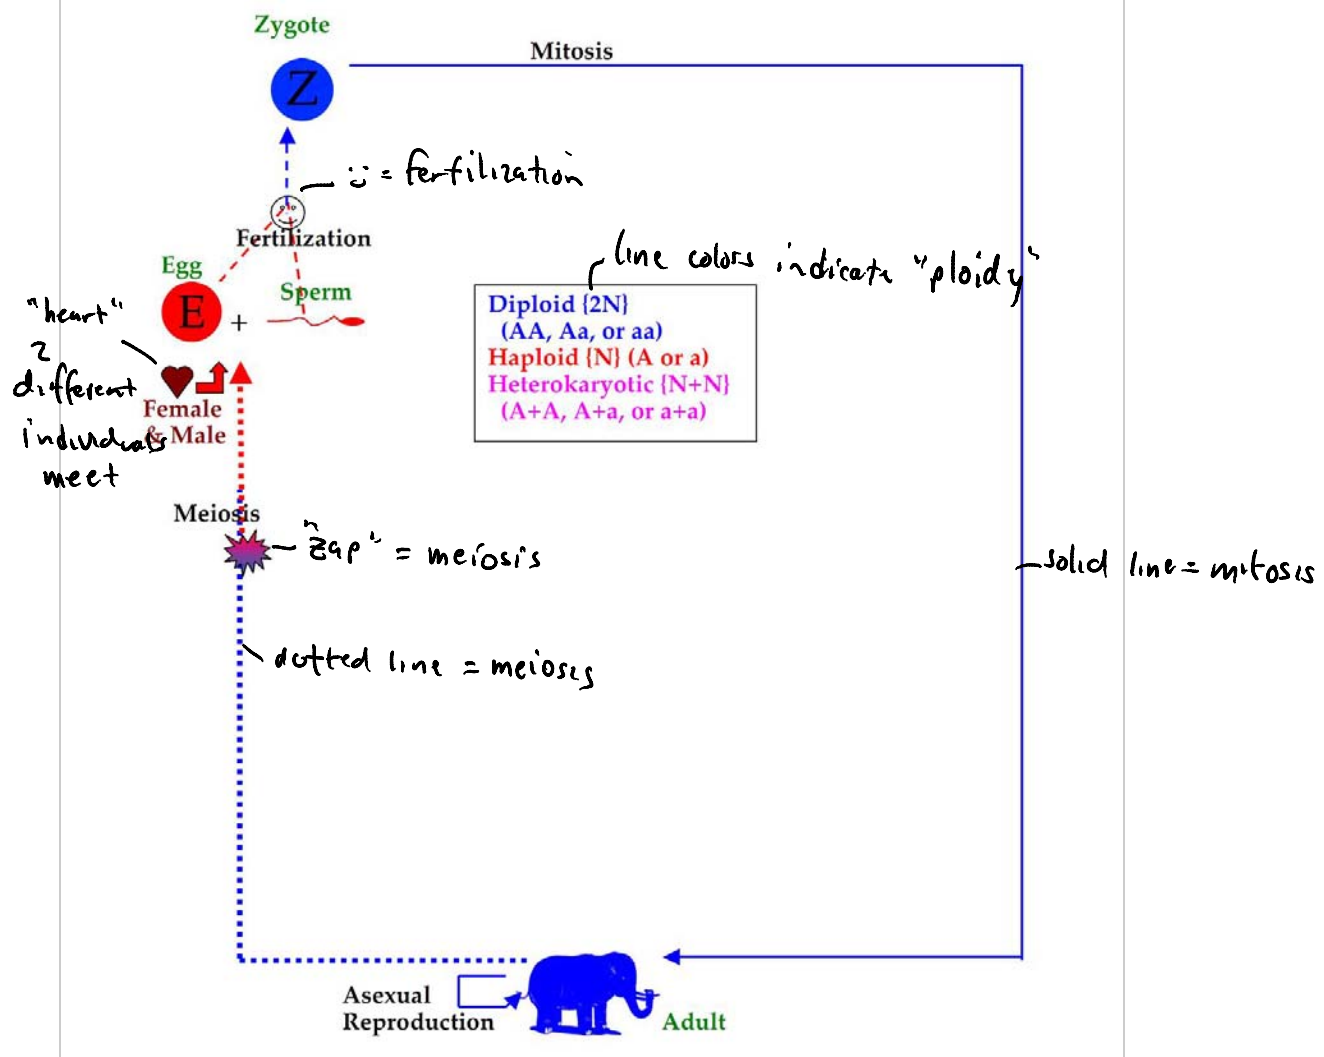 Zygote
Z
Mitosis
= fertilization
Fertilization
line colors indicate "ploidy"
Egg
E
+
Sperm
Diploid {2N}
(AA, Aa, or aa)
Haploid {N} (A or a)
Heterokaryotic {N+N}
(A+A, A+a, or a+a)
"heart"
2
different
individuals
meet
Female
& Male
Meiosis
"zap" = meiosis
solid line = mitosis
dotted line = meiosis
Asexual
Reproduction
Adult